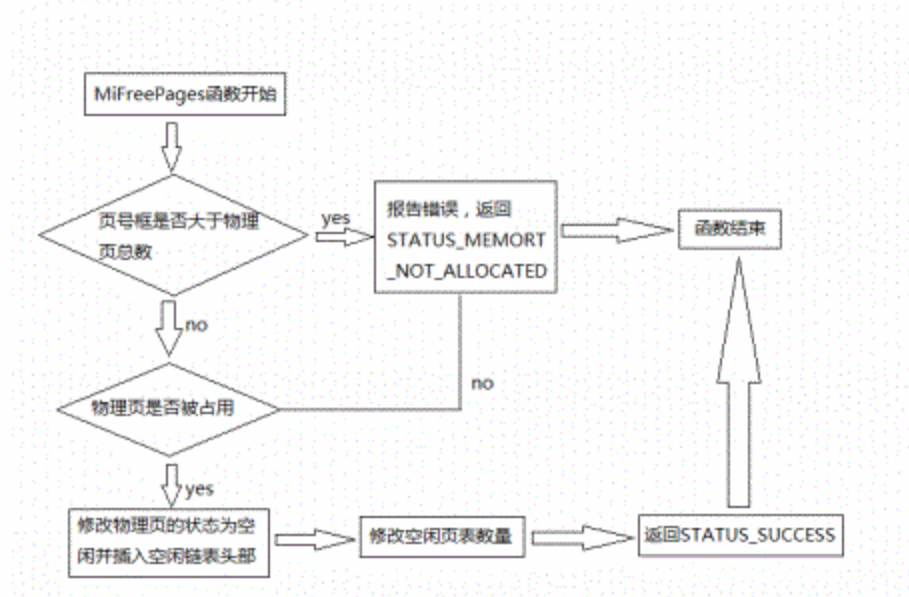 MiFreePages函数开始
页号框是否大于物理
页总数
yes
报告错误，返回
STATUS_MEMORT
_NOT_ALLOCATED
函数结束
no
物理页是否被占用
no
yes
修改物理页的状态为空
闲并插入空闲链表头部
修改空闲页表数量
返回STATUS_SUCCESS